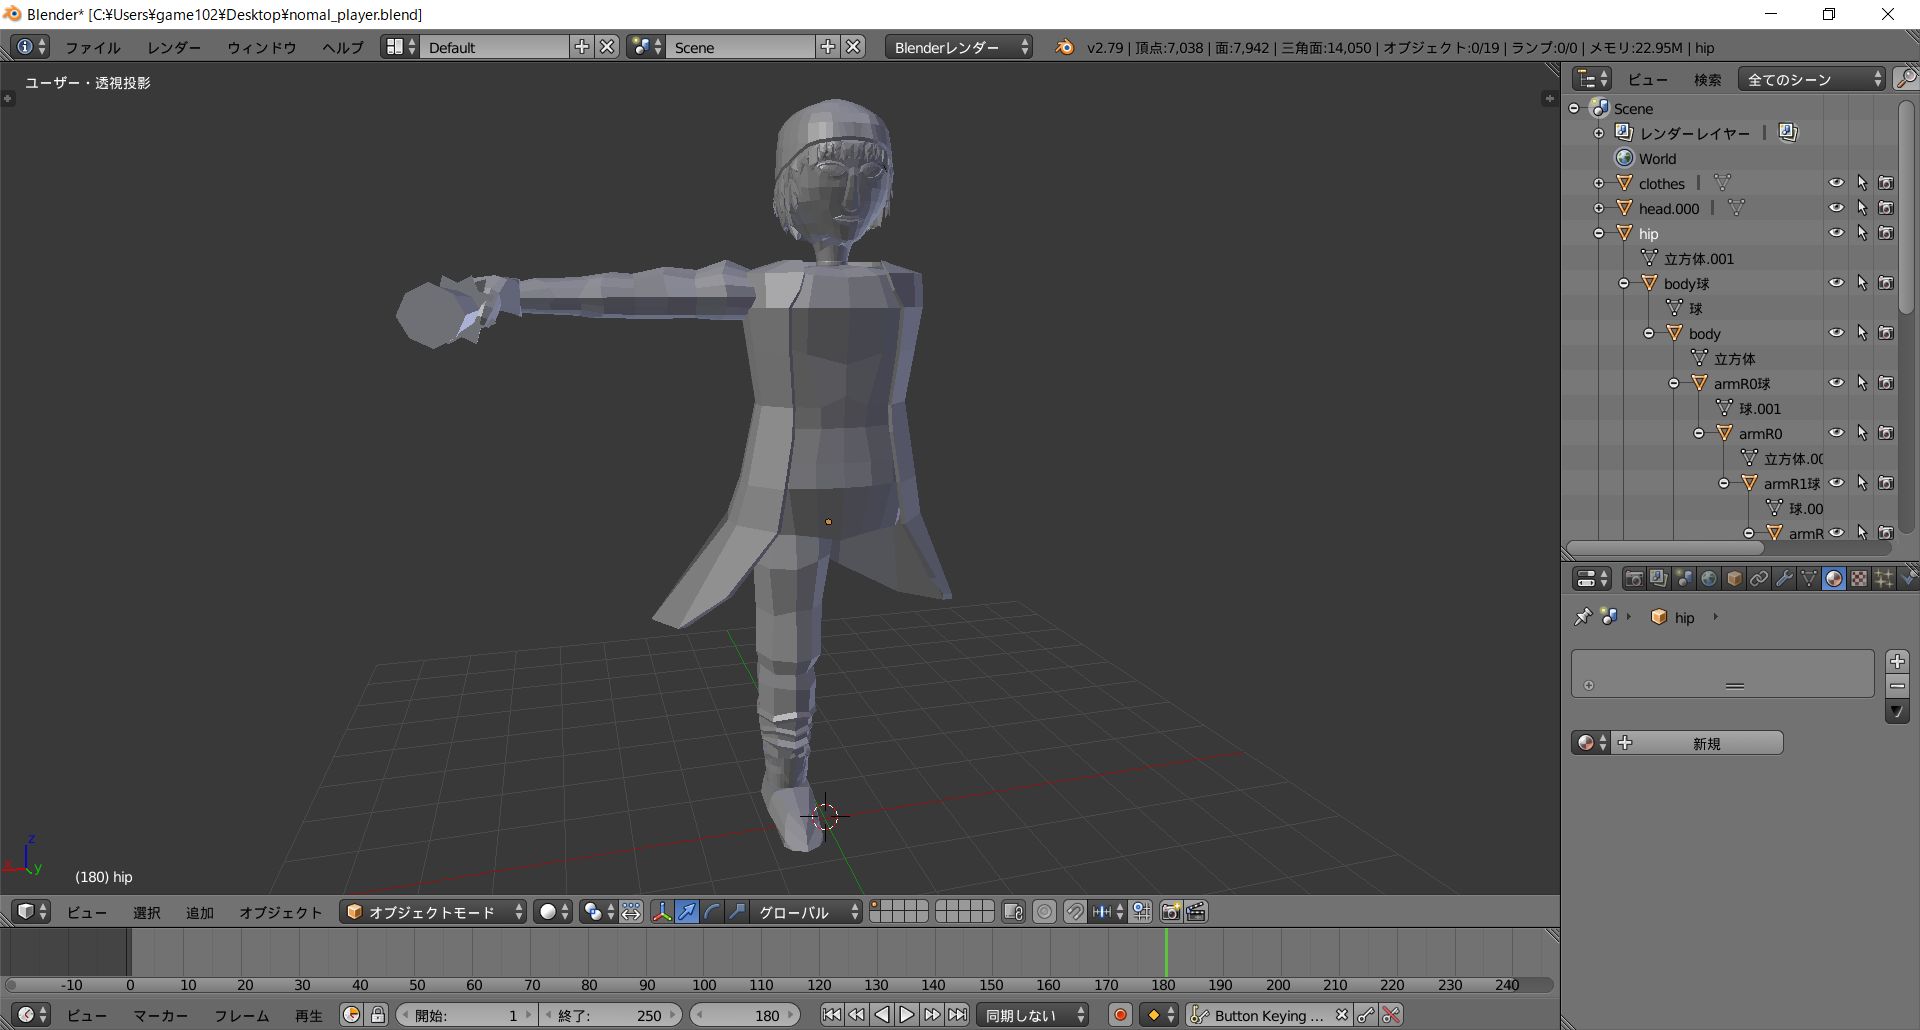 Blender* [C:¥Users¥game102¥Desktop¥nomal_player.blend]
ファイル レンダー ウィンドウ ヘルプ Default Scene Blenderレンダー v2.79 | 頂点:7,038 | 面:7,942 | 三角面:14,050 | オブジェクト:0/19 | ランプ:0/0 | メモリ:22.95M | hip
ユーザー・透視投影
ビュー 検索 全てのシーン
Scene
レンダーレイヤー
World
clothes
head.000
hip
立方体.001
body球
球
body
立方体
armR0球
球.001
armR0
立方体.00
armR1球
球.00
armR
hip
新規
z
x
y
(180) hip
ビュー 選択 追加 オブジェクト オブジェクトモード グローバル
-10 0 10 20 30 40 50 60 70 80 90 100 110 120 130 140 150 160 170 180 190 200 210 220 230 240
ビュー マーカー フレーム 再生 開始: 1 終了: 250 180 同期しない Button Keying ...